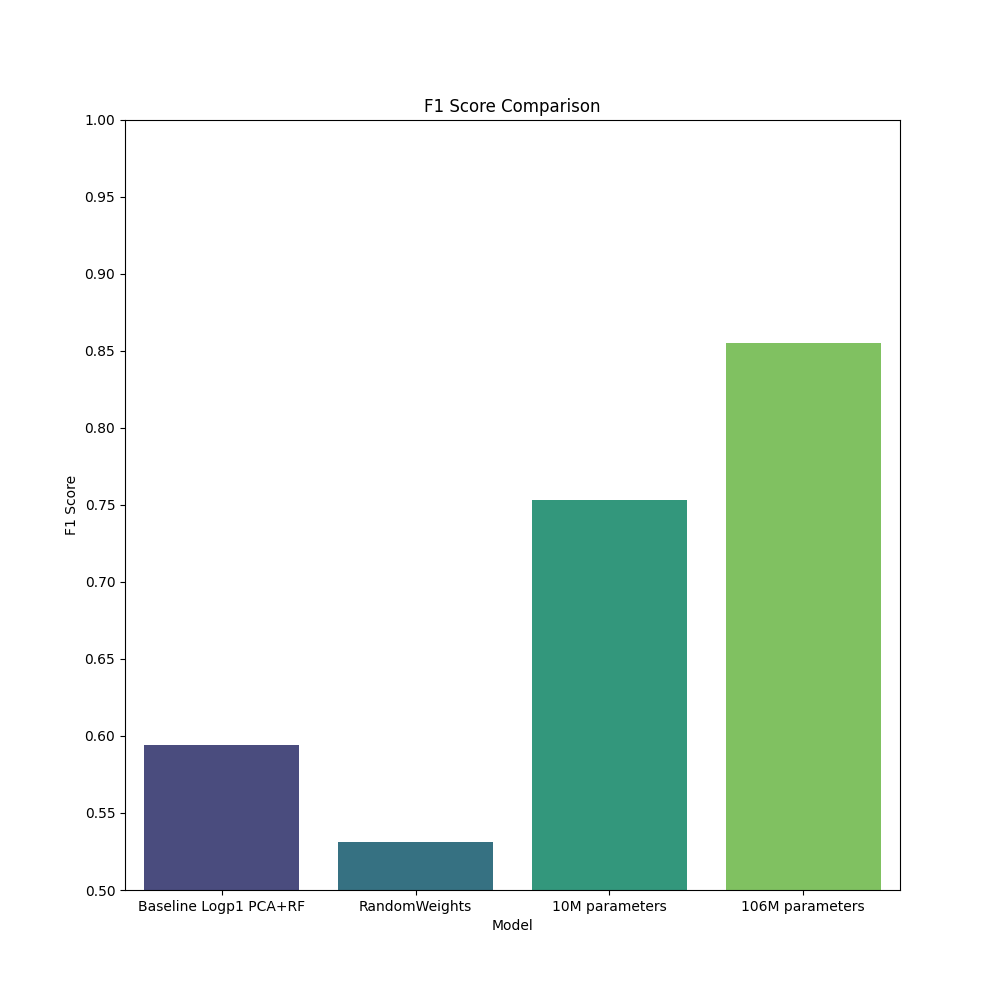 F1 Score Comparison
1.00
0.95
0.90
0.85
0.80
0.75
0.70
0.65
0.60
0.55
0.50
F1 Score
Baseline Logp1 PCA+RF
RandomWeights
10M parameters
106M parameters
Model